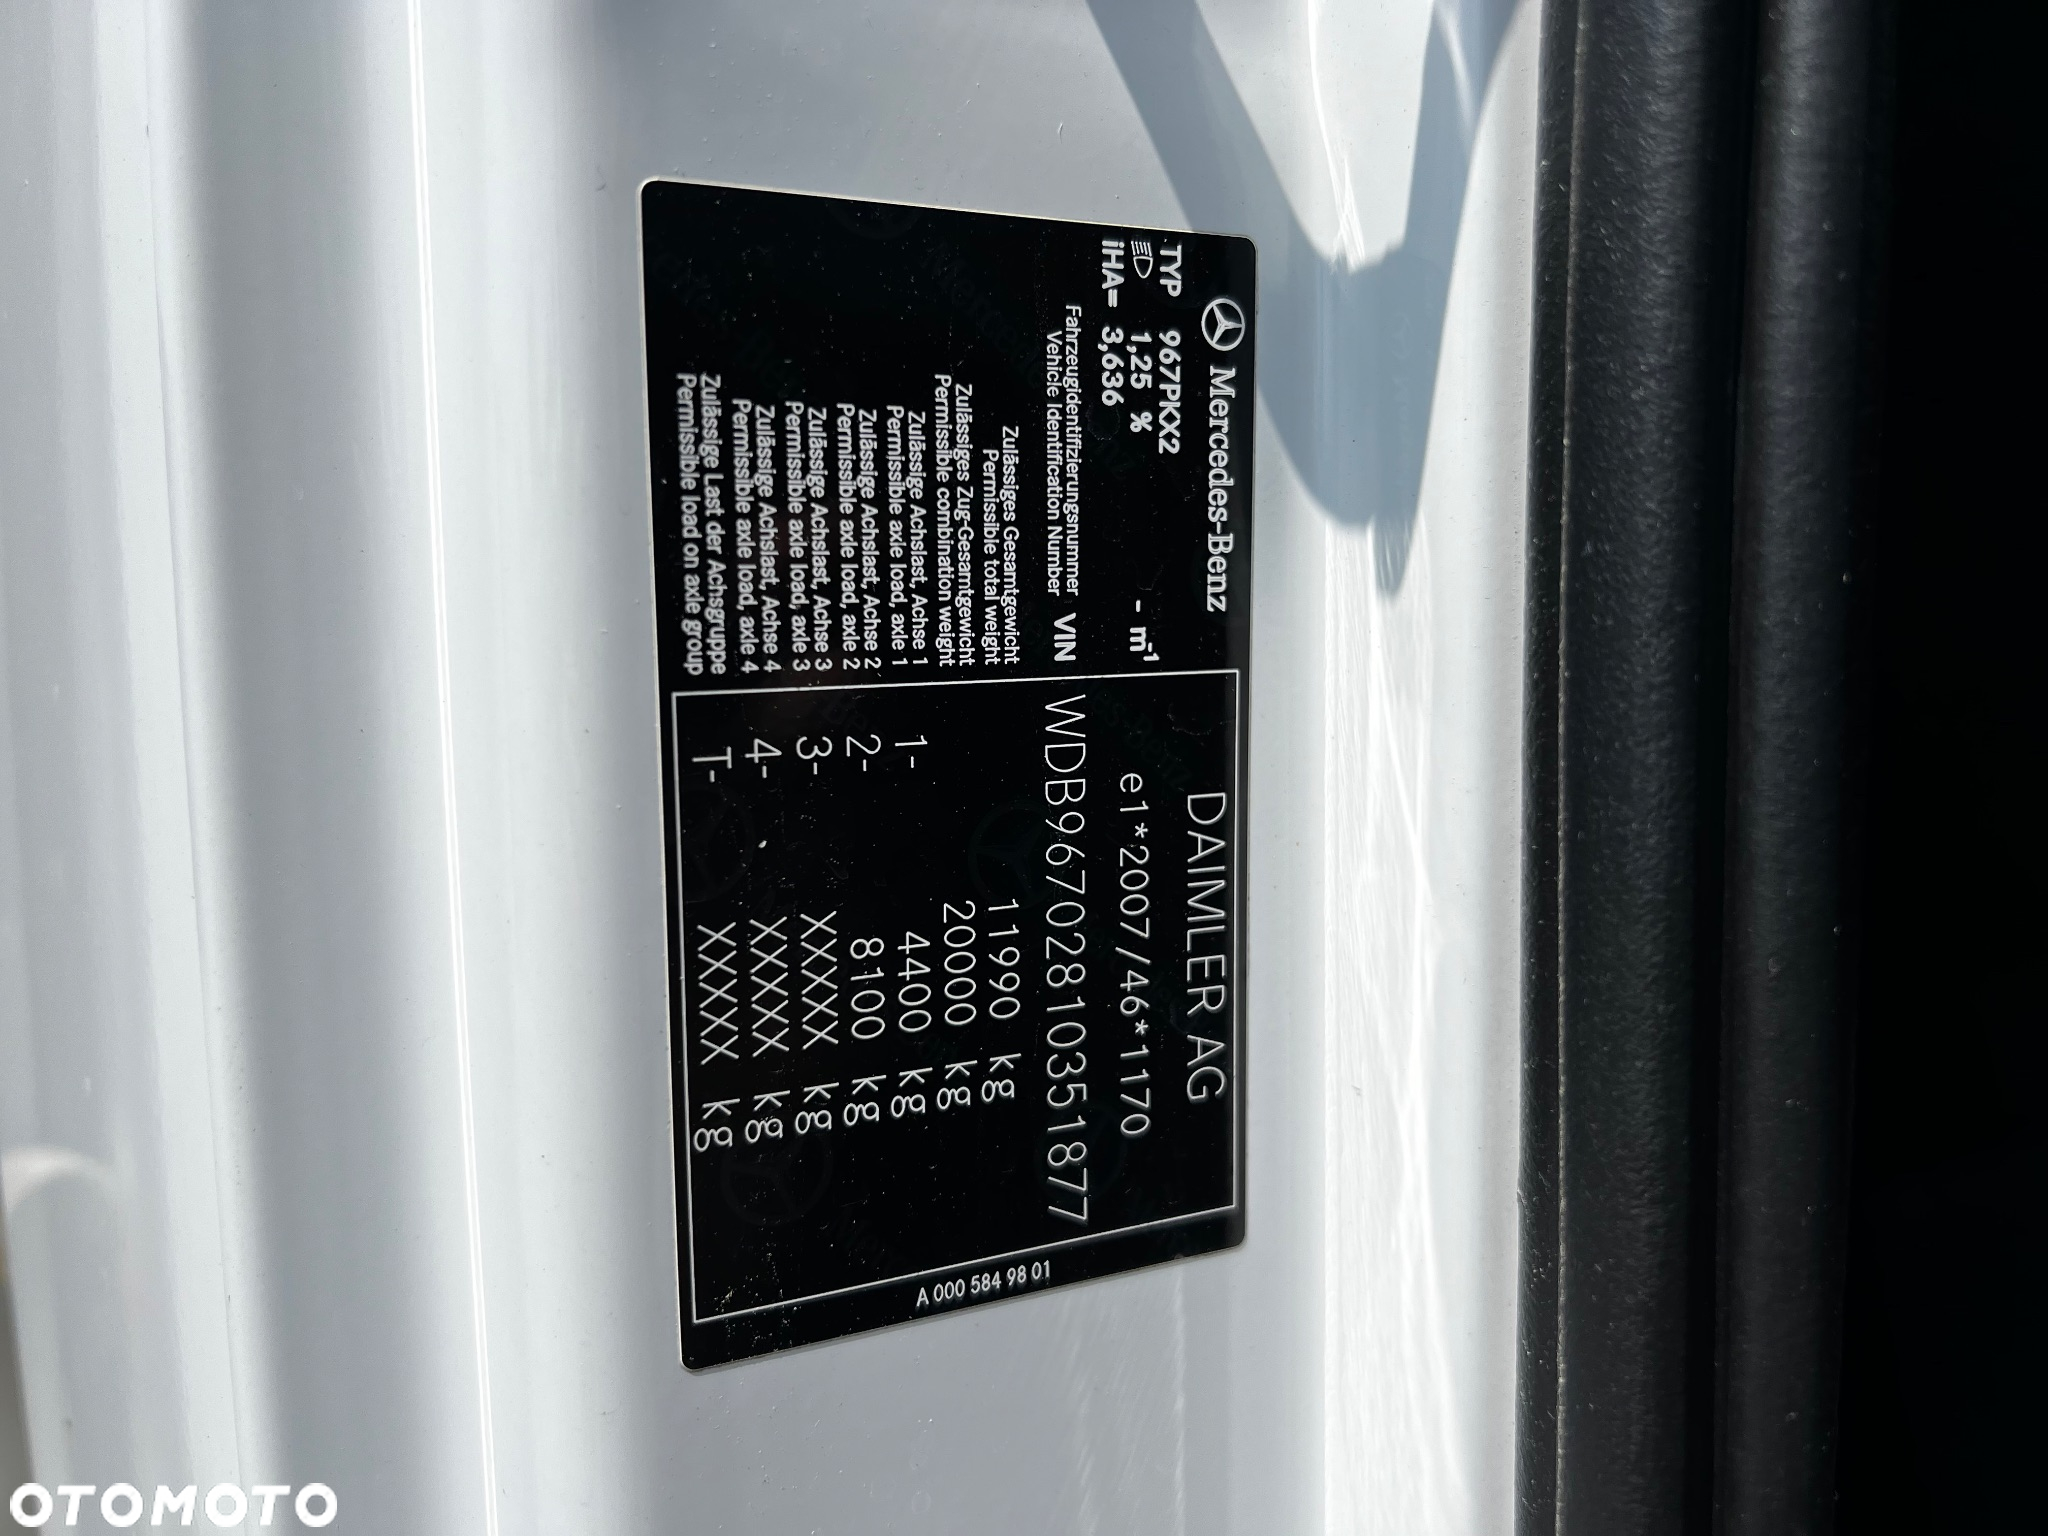 Mercedes-Benz
DAIMLER AG
TYP 967PKX2
1,25 % - m⁻¹ e1*2007/46*1170
iHA= 3,636
Fahrzeugidentifizierungsnummer
Vehicle Identification Number VIN WDB96702810351877
Zulässiges Gesamtgewicht
Permissible total weight 11990 kg
Zulässiges Zug-Gesamtgewicht
Permissible combination weight 20000 kg
Zulässige Achslast, Achse 1
Permissible axle load, axle 1 1- 4400 kg
Zulässige Achslast, Achse 2
Permissible axle load, axle 2 2- 8100 kg
Zulässige Achslast, Achse 3
Permissible axle load, axle 3 3- XXXXX kg
Zulässige Achslast, Achse 4
Permissible axle load, axle 4 4- XXXXX kg
Zulässige Last der Achsgruppe
Permissible load on axle group T- XXXXX kg
A 000 584 98 01
OTOMOTO